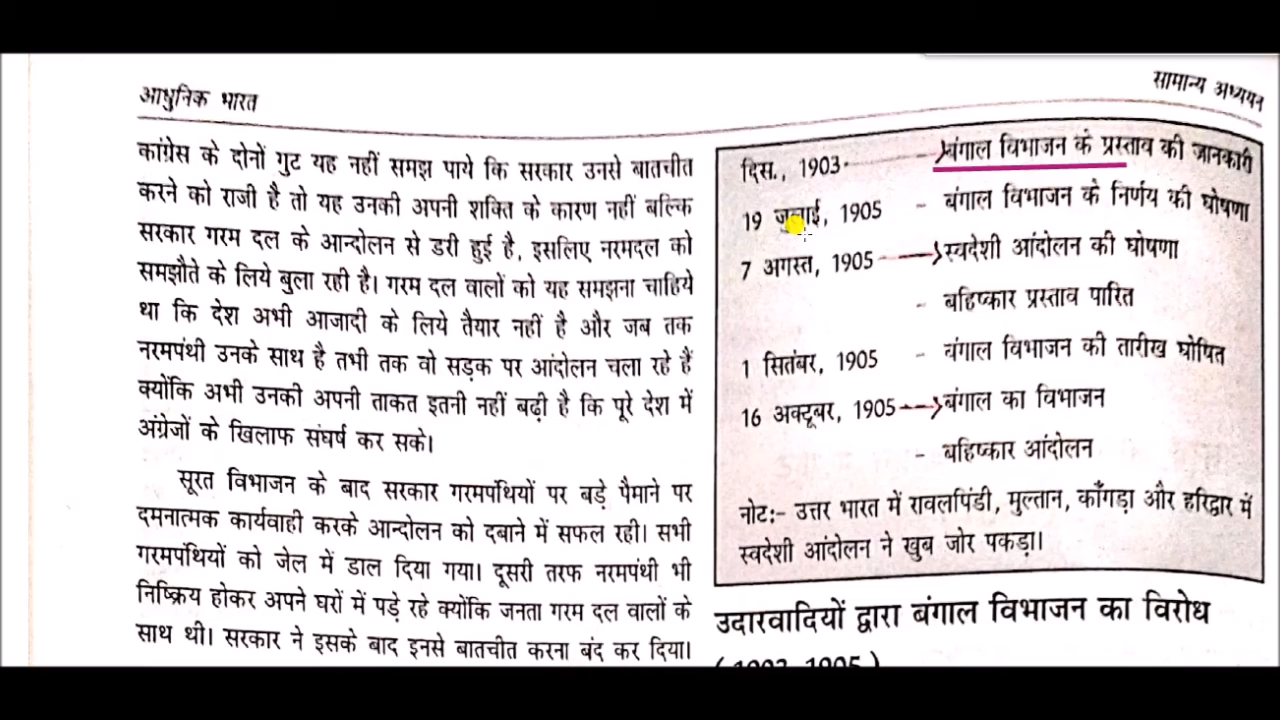 आधुनिक भारत
सामान्य अध्ययन
कांग्रेस के दोनों गुट यह नहीं समझ पाये कि सरकार उनसे बातचीत
करने को राजी है तो यह उनकी अपनी शक्ति के कारण नहीं बल्कि
सरकार गरम दल के आन्दोलन से डरी हुई है, इसलिए नरमदल को
समझौते के लिये बुला रही है। गरम दल वालों को यह समझना चाहिये
था कि देश अभी आजादी के लिये तैयार नहीं है और जब तक
नरमपंथी उनके साथ है तभी तक वो सड़क पर आंदोलन चला रहे हैं
क्योंकि अभी उनकी अपनी ताकत इतनी नहीं बढ़ी है कि पूरे देश में
अंग्रेजों के खिलाफ संघर्ष कर सके।
सूरत विभाजन के बाद सरकार गरमपंथियों पर बड़े पैमाने पर
दमनात्मक कार्यवाही करके आन्दोलन को दबाने में सफल रही। सभी
गरमपंथियों को जेल में डाल दिया गया। दूसरी तरफ नरमपंथी भी
निष्क्रिय होकर अपने घरों में पड़े रहे क्योंकि जनता गरम दल वालों के
साथ थी। सरकार ने इसके बाद इनसे बातचीत करना बंद कर दिया।
दिस., 1903 - बंगाल विभाजन के प्रस्ताव की जानकारी
19 जुलाई, 1905 - बंगाल विभाजन के निर्णय की घोषणा
7 अगस्त, 1905 - स्वदेशी आंदोलन की घोषणा
- बहिष्कार प्रस्ताव पारित
1 सितंबर, 1905 - बंगाल विभाजन की तारीख घोषित
16 अक्टूबर, 1905 - बंगाल का विभाजन
- बहिष्कार आंदोलन
नोट:- उत्तर भारत में रावलपिंडी, मुल्तान, काँगड़ा और हरिद्वार में
स्वदेशी आंदोलन ने खुब जोर पकड़ा।
उदारवादियों द्वारा बंगाल विभाजन का विरोध